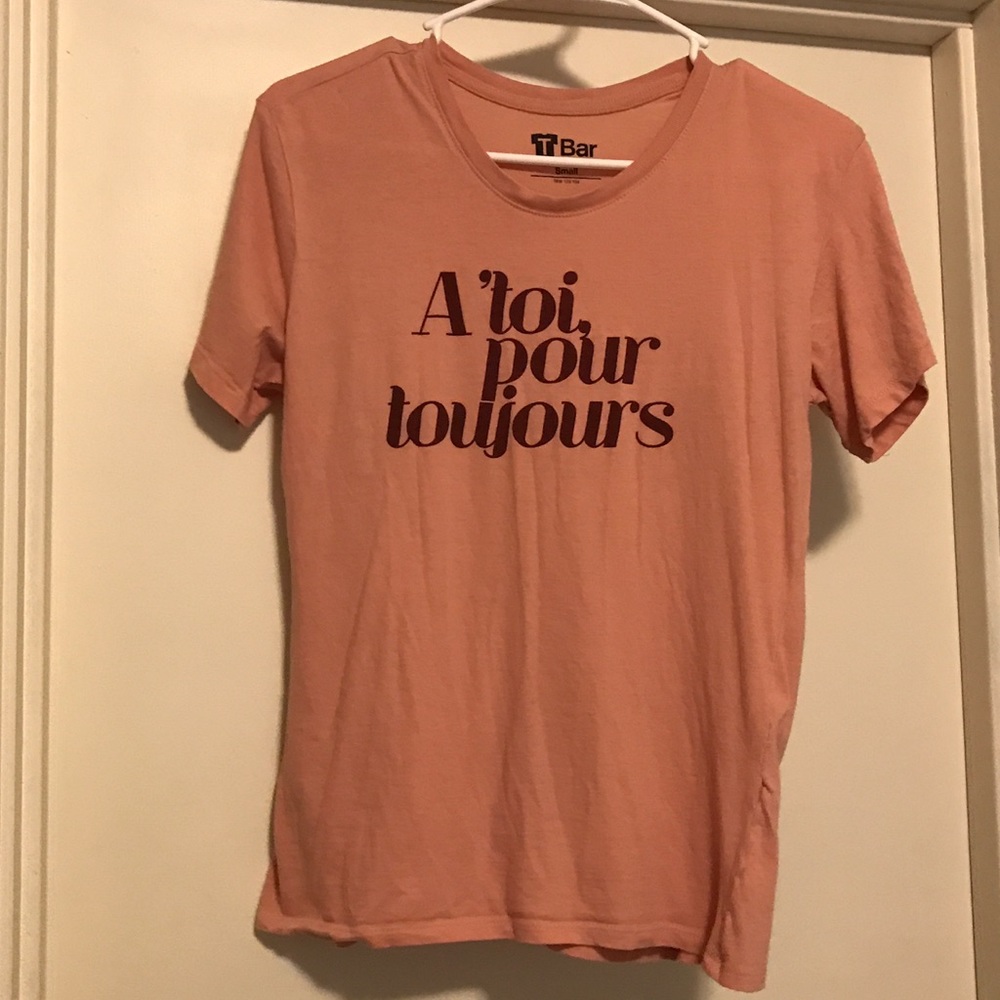 T Bar
Small
A 'toi,
pour
toujours